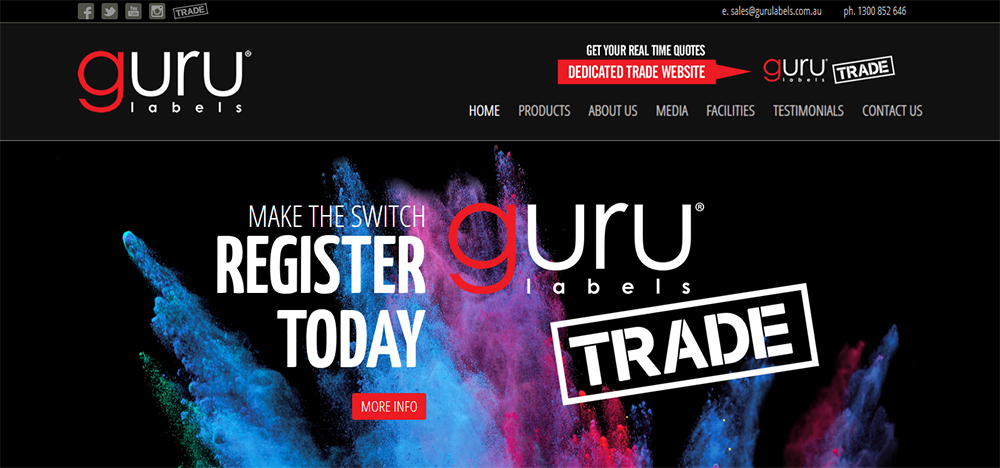 TRADE
e. sales@gurulabels.com.au ph. 1300 852 646
guru®
labels
GET YOUR REAL TIME QUOTES
DEDICATED TRADE WEBSITE
guru®
labels
TRADE
HOME PRODUCTS ABOUT US MEDIA FACILITIES TESTIMONIALS CONTACT US
MAKE THE SWITCH
REGISTER
TODAY
MORE INFO
guru®
labels
TRADE